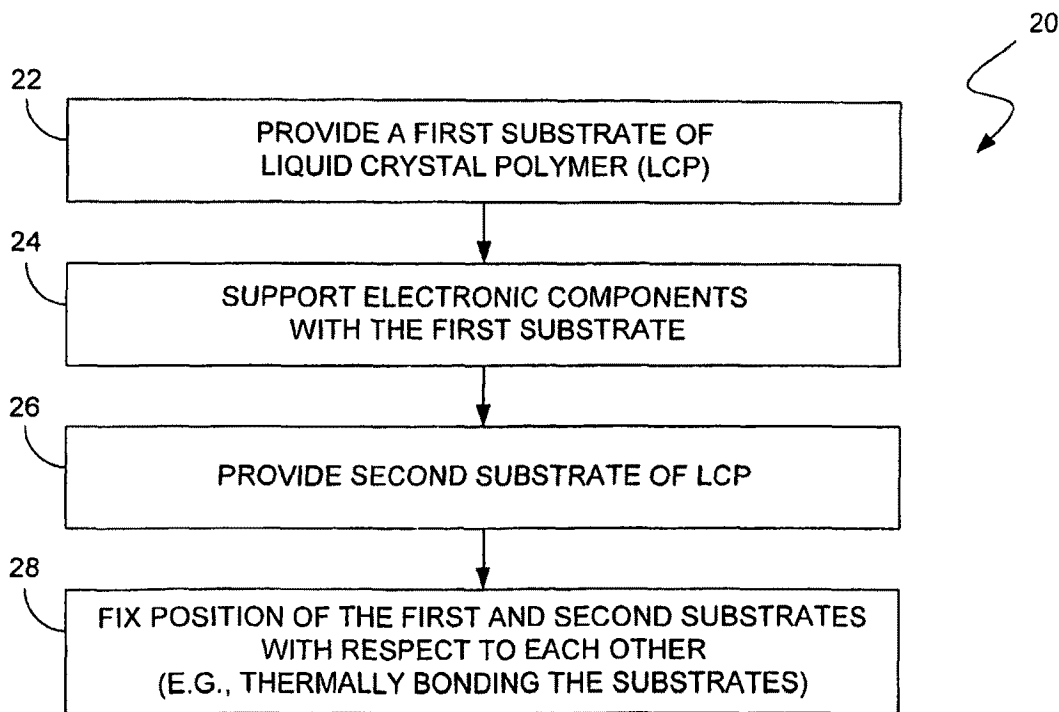 20
22
PROVIDE A FIRST SUBSTRATE OF
LIQUID CRYSTAL POLYMER (LCP)
24
SUPPORT ELECTRONIC COMPONENTS
WITH THE FIRST SUBSTRATE
26
PROVIDE SECOND SUBSTRATE OF LCP
28
FIX POSITION OF THE FIRST AND SECOND SUBSTRATES
WITH RESPECT TO EACH OTHER
(E.G., THERMALLY BONDING THE SUBSTRATES)